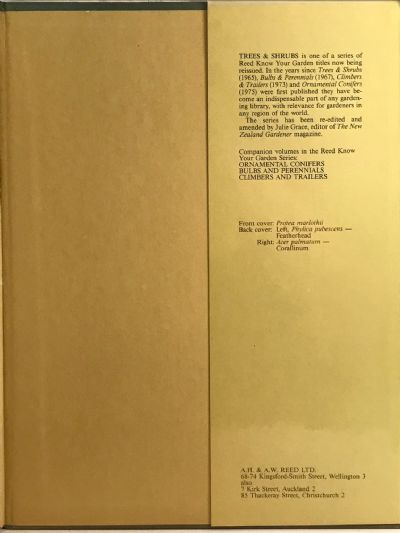 TREES & SHRUBS is one of a series of
Reed Know Your Garden titles now being
reissued. In the years since Trees & Shrubs
(1965), Bulbs & Perennials (1967), Climbers
& Trailers (1973) and Ornamental Conifers
(1975) were first published they have be-
come an indispensable part of any garden-
ing library, with relevance for gardeners in
any region of the world.
The series has been re-edited and
amended by Julie Grace, editor of The New
Zealand Gardener magazine.
Companion volumes in the Reed Know
Your Garden Series:
ORNAMENTAL CONIFERS
BULBS AND PERENNIALS
CLIMBERS AND TRAILERS
Front cover: Protea marlothii
Back cover: Left, Phylica pubescens —
Featherhead
Right: Acer palmatum —
Corallinum
A.H. & A.W. REED LTD.
68-74 Kingsford-Smith Street, Wellington 3
also
7 Kirk Street, Auckland 2
85 Thackeray Street, Christchurch 2